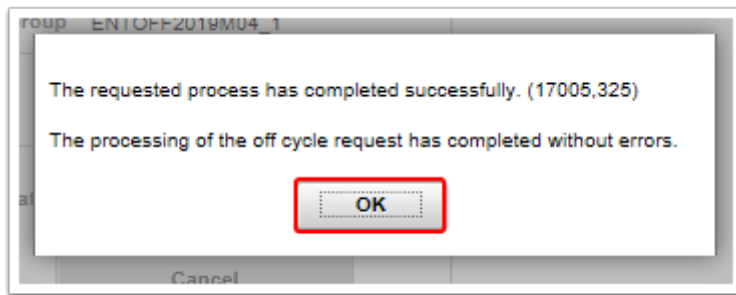 roup ENTOFF2019M04_1
The requested process has completed successfully. (17005,325)
The processing of the off cycle request has completed without errors.
OK
at
Cancel